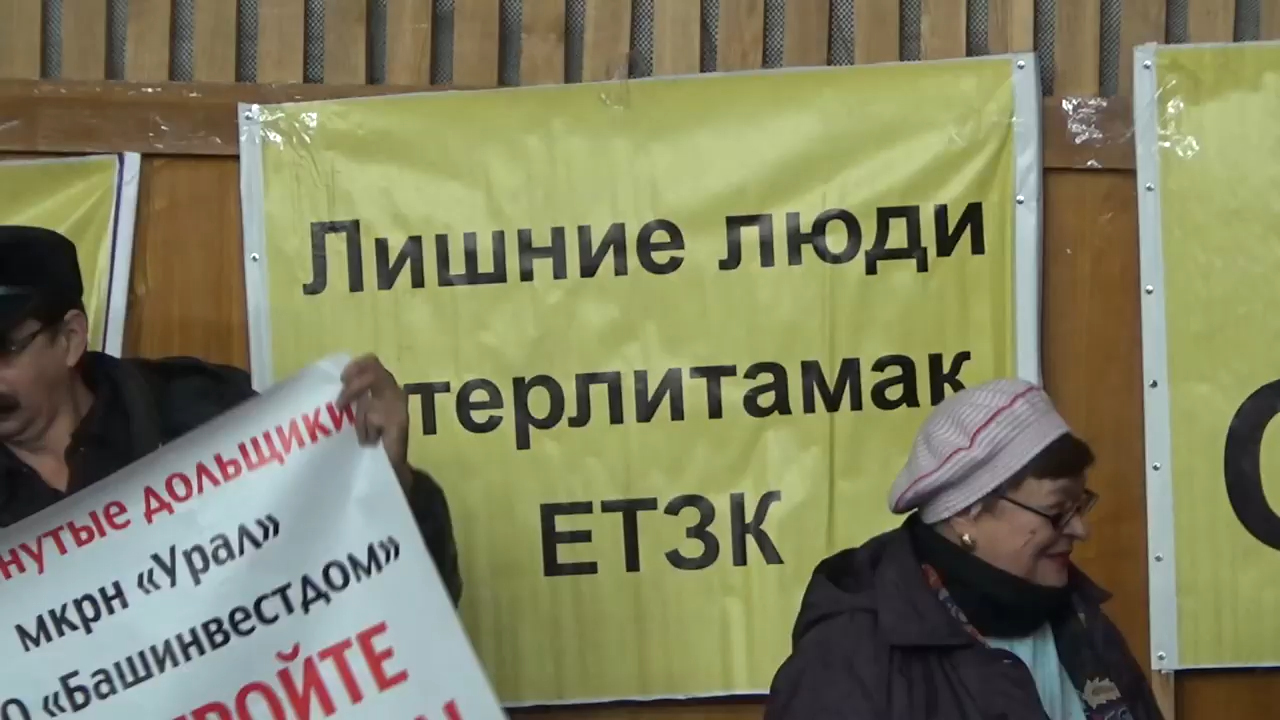 Лишние люди
терлитамак
ЕТЗК
нутые дольщики
мкрн «Урал»
О «Башинвестдом»
РОЙТЕ